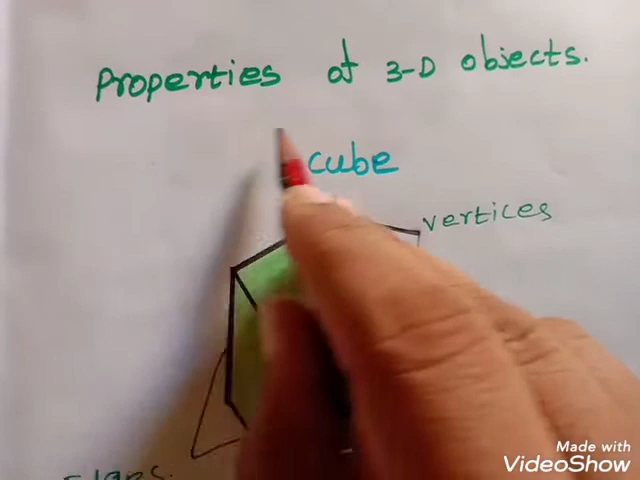 Properties of 3-D objects.
cube
vertices
Made with
VideoShow